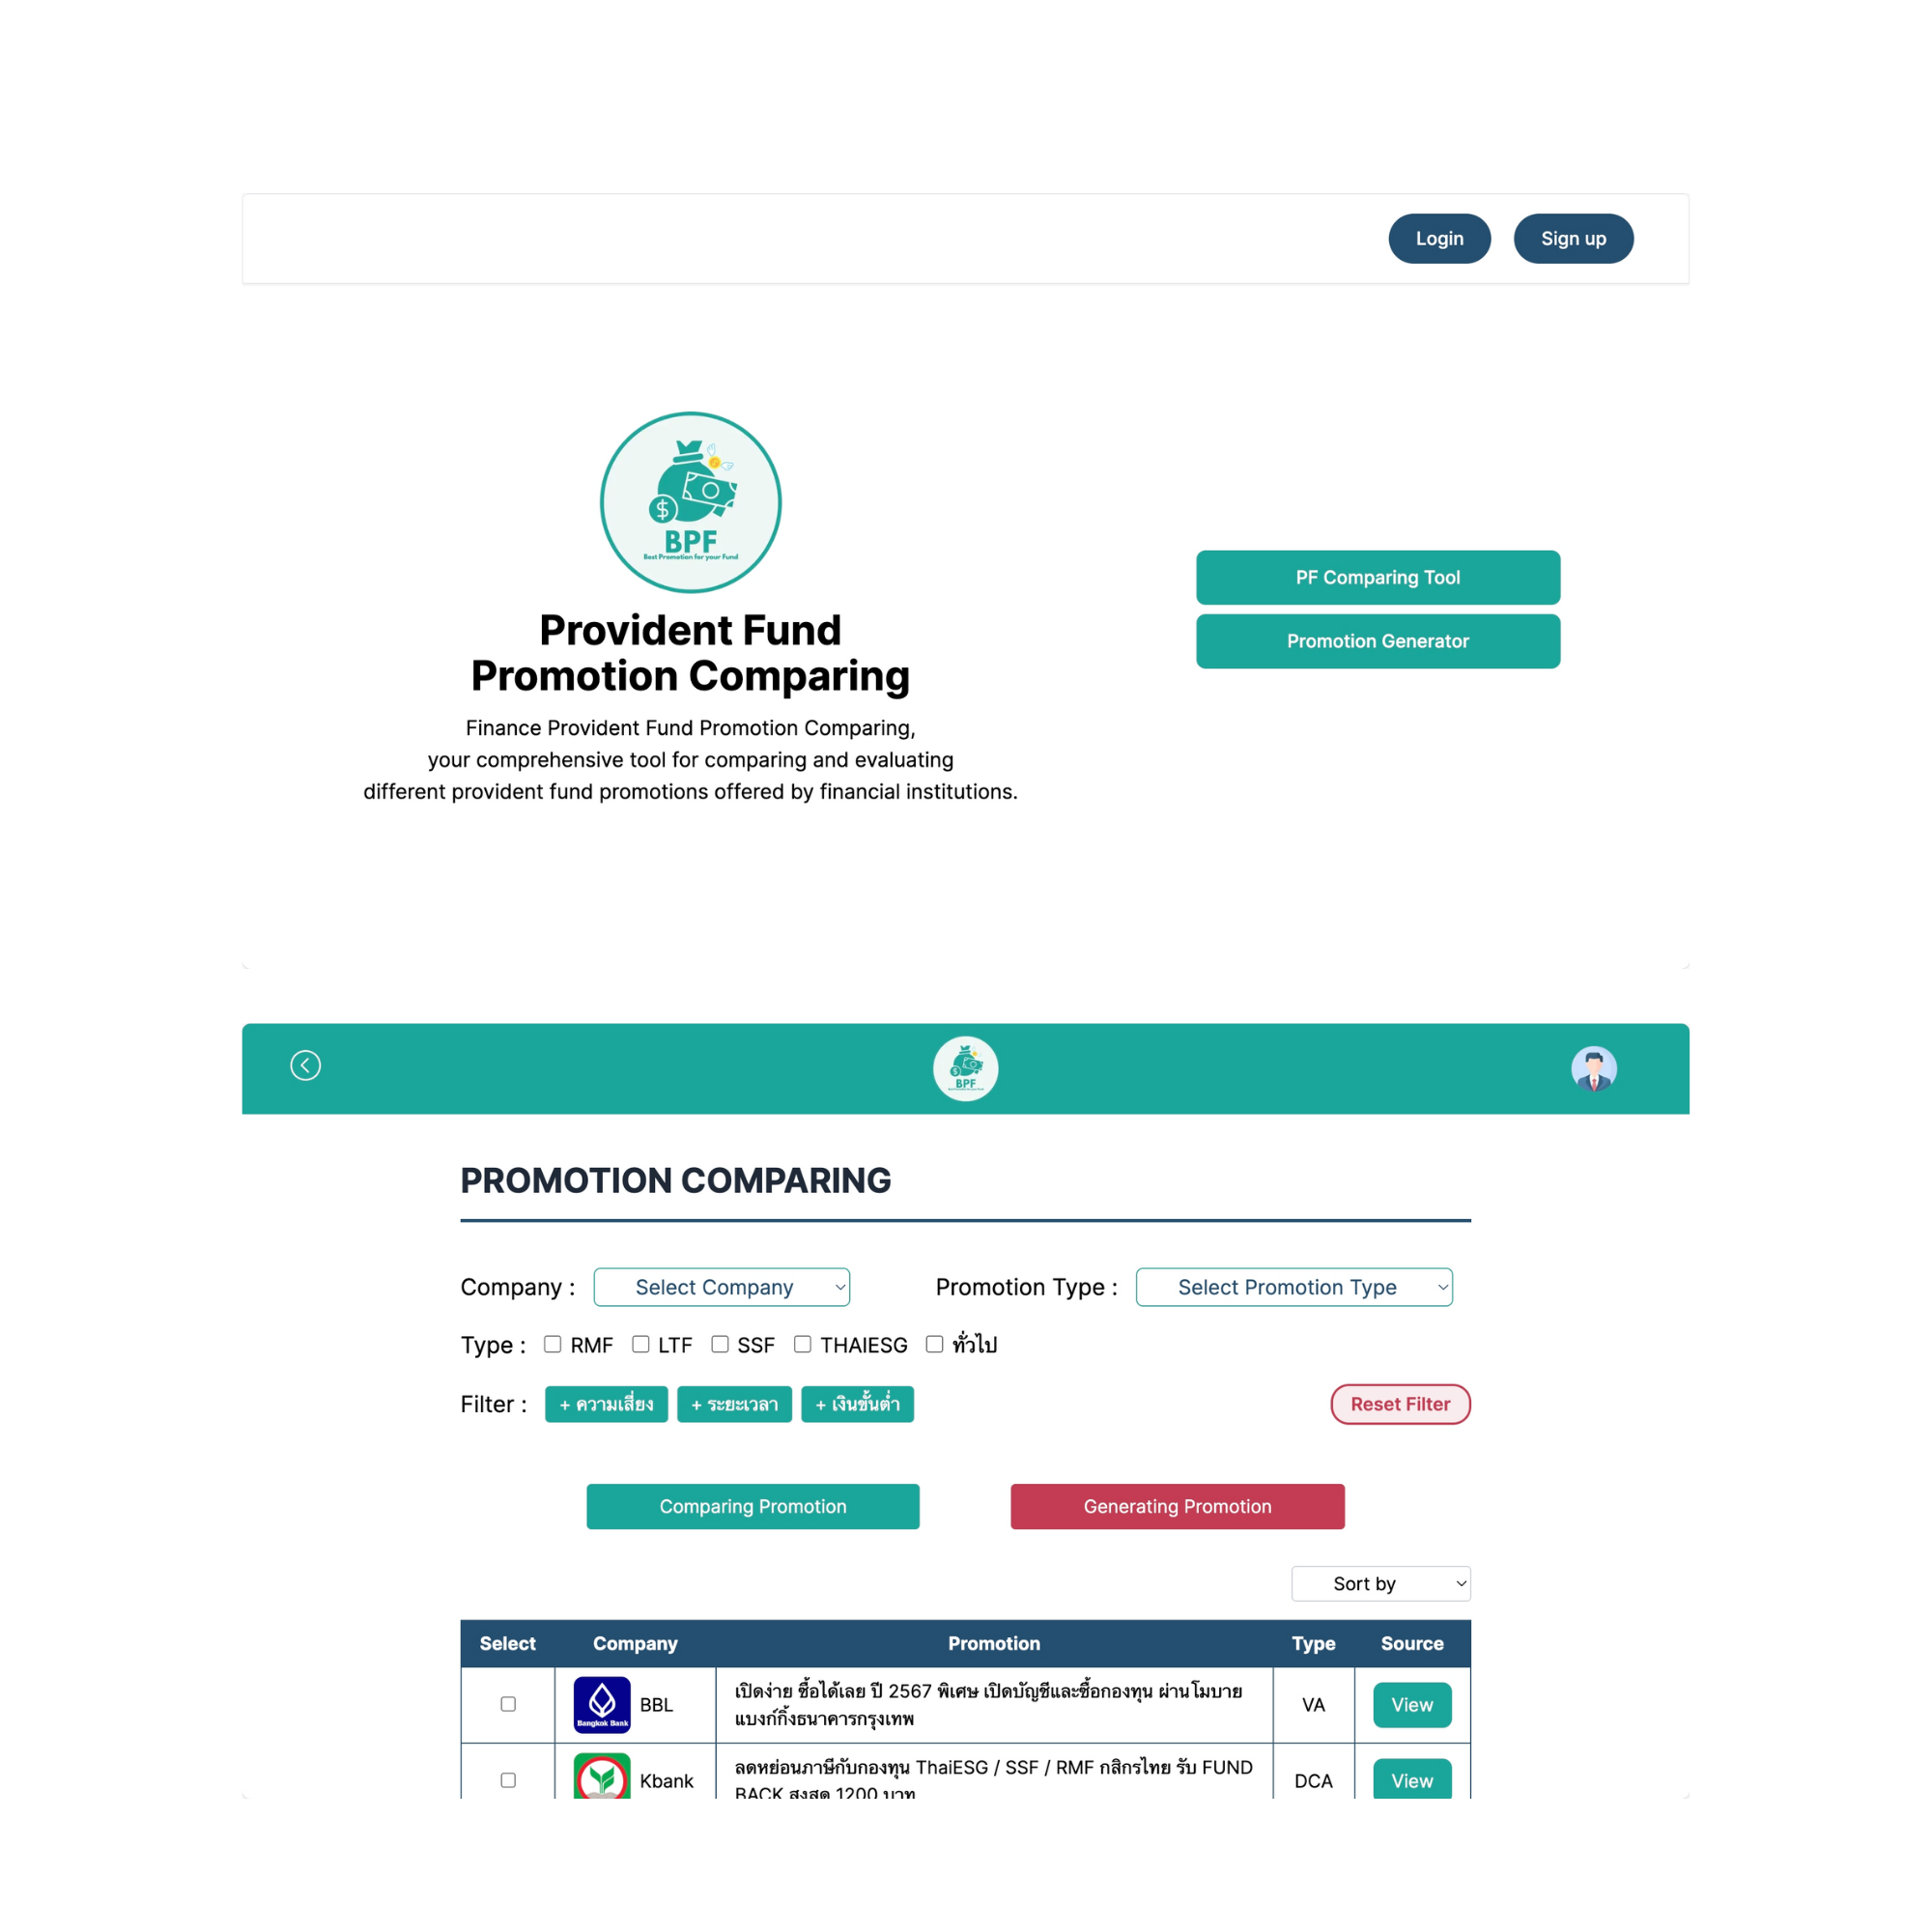 Login
Sign up
$
BPF
Best Promotion for your Fund
Provident Fund
Promotion Comparing
Finance Provident Fund Promotion Comparing,
your comprehensive tool for comparing and evaluating
different provident fund promotions offered by financial institutions.
PF Comparing Tool
Promotion Generator
BPF
PROMOTION COMPARING
Company : Select Company
Promotion Type : Select Promotion Type
Type : RMF LTF SSF THAIESG ทั่วไป
Filter : + ความเสี่ยง + ระยะเวลา + เงินขั้นต่ำ
Reset Filter
Comparing Promotion
Generating Promotion
Sort by
Select Company Promotion Type Source
Bangkok Bank
BBL
เปิดง่าย ซื้อได้เลย ปี 2567 พิเศษ เปิดบัญชีและซื้อกองทุน ผ่านโมบาย
แบงก์กิ้งธนาคารกรุงเทพ
VA
View
Kbank
ลดหย่อนภาษีกับกองทุน ThaiESG / SSF / RMF กสิกรไทย รับ FUND
BACK สูงสุด 1200 บาท
DCA
View